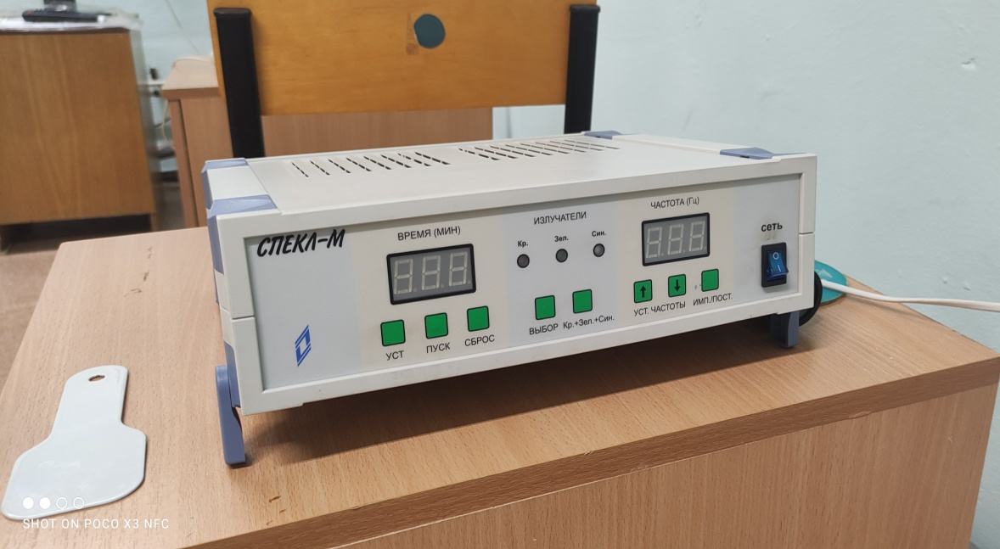 СПЕКЛ-М
ВРЕМЯ (МИН)
УСТ
ПУСК
СБРОС
ИЗЛУЧАТЕЛИ
Кр.
Зел.
Син.
ВЫБОР
Кр.+Зел.+Син.
ЧАСТОТА (Гц)
УСТ. ЧАСТОТЫ
ИМП./ПОСТ.
сеть
SHOT ON POCO X3 NFC